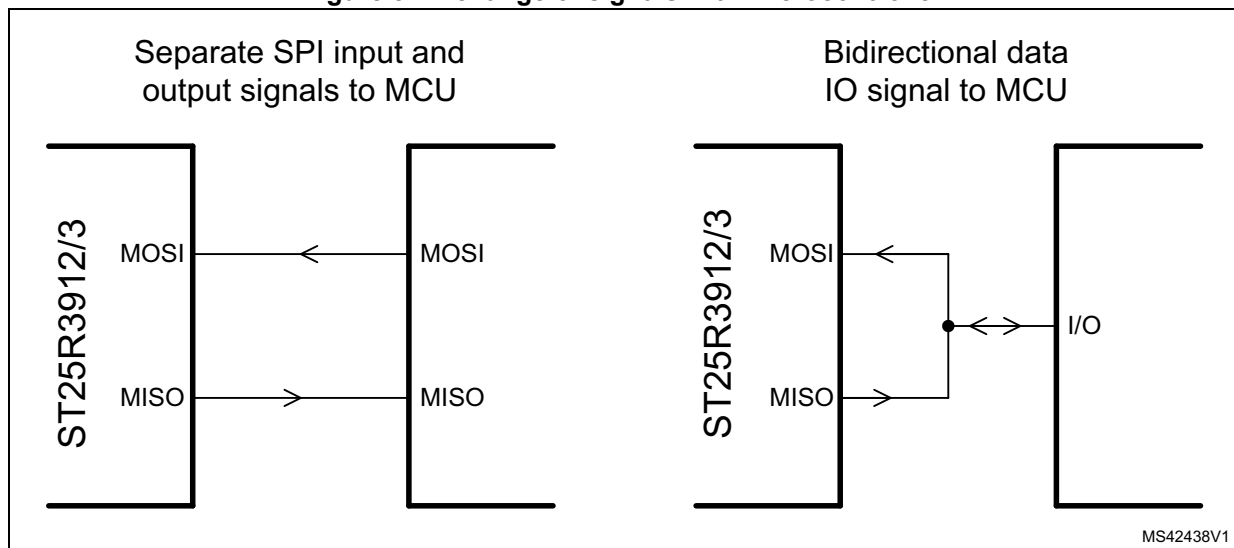 Separate SPI input and
output signals to MCU
ST25R3912/3
MOSI
MOSI
MISO
MISO
Bidirectional data
IO signal to MCU
ST25R3912/3
MOSI
I/O
MISO
MS42438V1